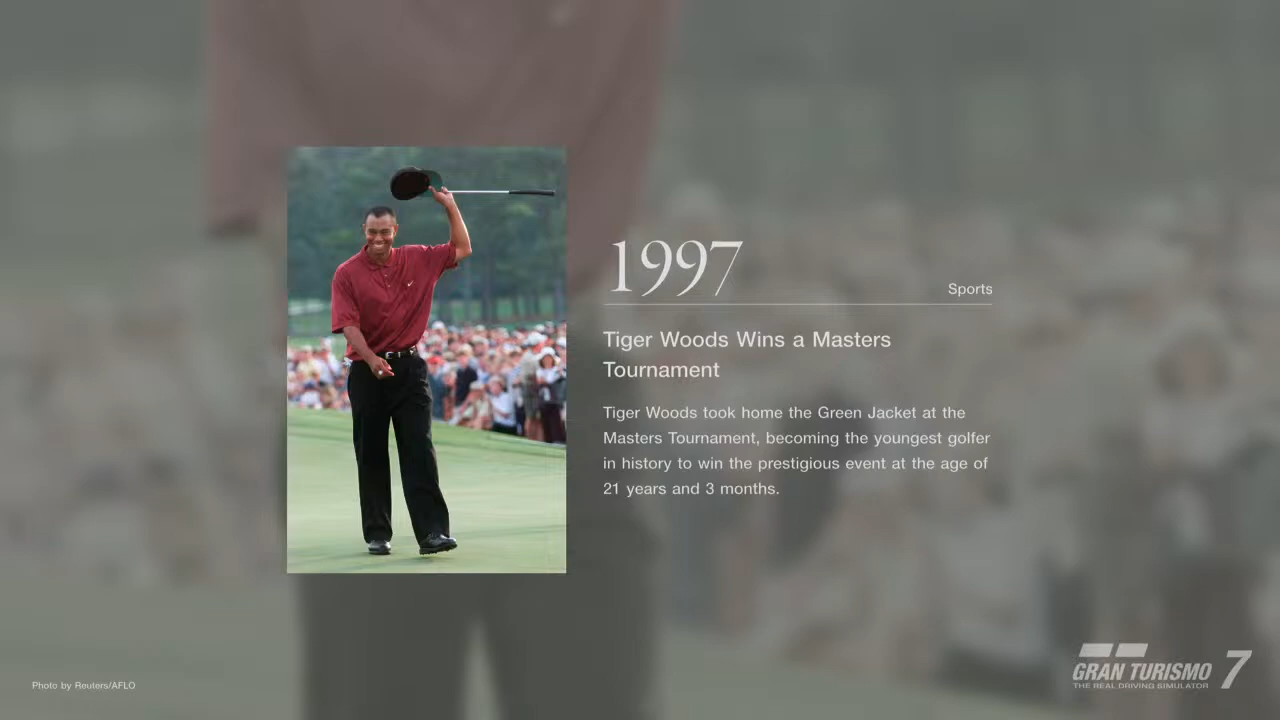 1997
Sports
Tiger Woods Wins a Masters
Tournament
Tiger Woods took home the Green Jacket at the
Masters Tournament, becoming the youngest golfer
in history to win the prestigious event at the age of
21 years and 3 months.
Photo by Reuters/AFLO
GRAN TURISMO 7
THE REAL DRIVING SIMULATOR